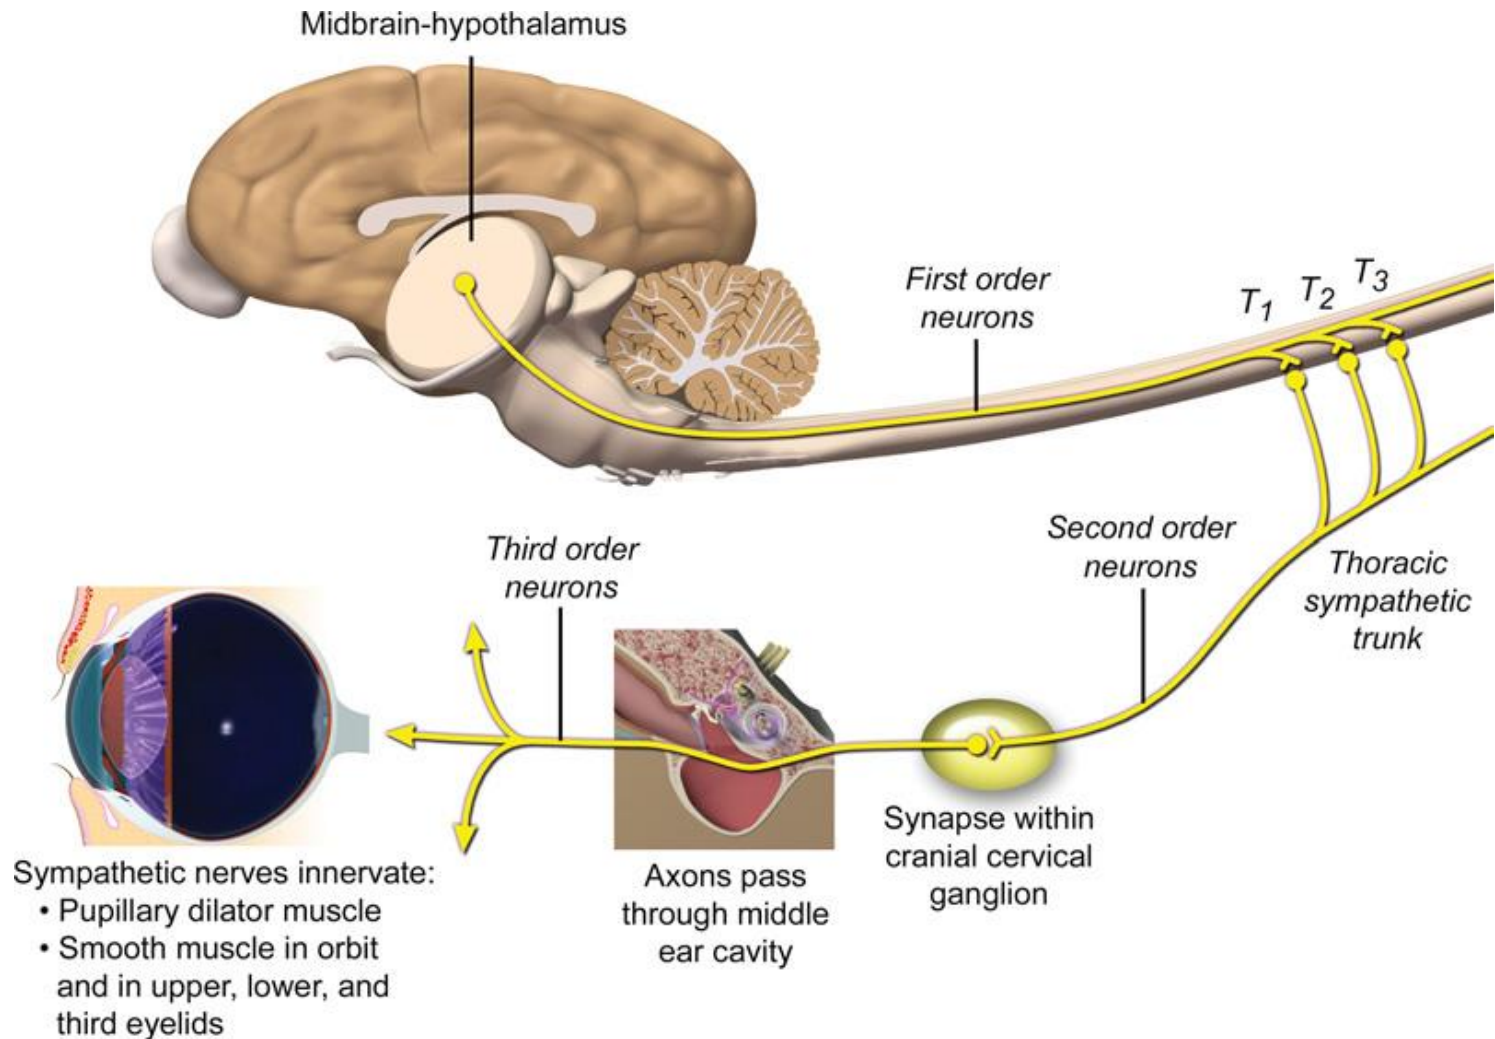 Midbrain-hypothalamus
First order
neurons
T1
T2
T3
Third order
neurons
Second order
neurons
Thoracic
sympathetic
trunk
Sympathetic nerves innervate:
• Pupillary dilator muscle
• Smooth muscle in orbit
and in upper, lower, and
third eyelids
Axons pass
through middle
ear cavity
Synapse within
cranial cervical
ganglion